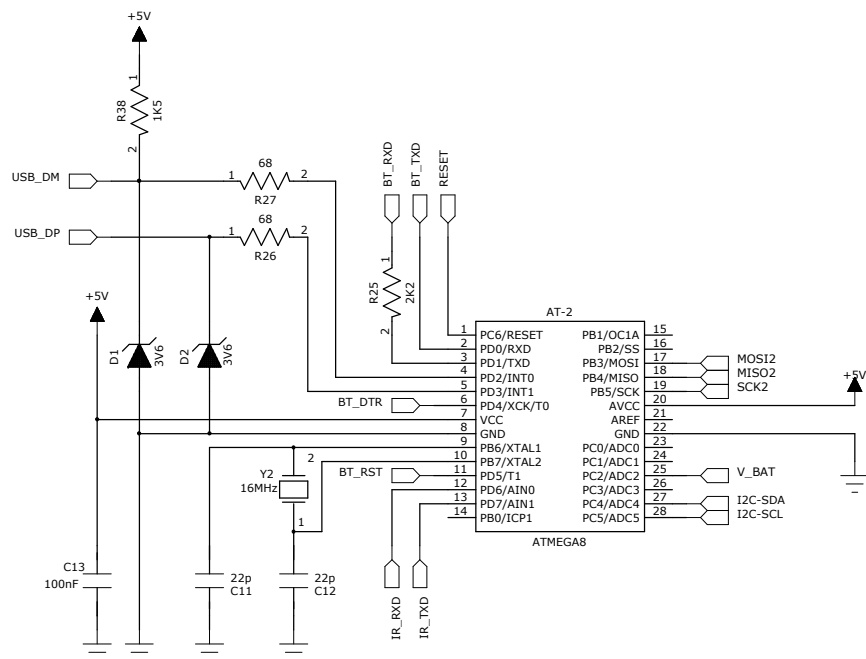 +5V
1
R38
1K5
2
USB_DM
1
68
2
R27
USB_DP
1
68
2
R26
BT_RXD
BT_TXD
RESET
1
R25
2K2
2
+5V
D1
3V6
D2
3V6
AT-2
1 PC6/RESET PB1/OC1A 15
2 PD0/RXD PB2/SS 16
3 PD1/TXD PB3/MOSI 17 MOSI2
4 PD2/INT0 PB4/MISO 18 MISO2
5 PD3/INT1 PB5/SCK 19 SCK2
BT_DTR 6 PD4/XCK/T0 AVCC 20 +5V
7 VCC AREF 21
8 GND GND 22
9 PB6/XTAL1 PC0/ADC0 23
10 PB7/XTAL2 PC1/ADC1 24
BT_RST 11 PD5/T1 PC2/ADC2 25 V_BAT
12 PD6/AIN0 PC3/ADC3 26
13 PD7/AIN1 PC4/ADC4 27 I2C-SDA
14 PB0/ICP1 PC5/ADC5 28 I2C-SCL
ATMEGA8
2
Y2
16MHz
1
C13
100nF
22p
C11
22p
C12
IR_RXD
IR_TXD